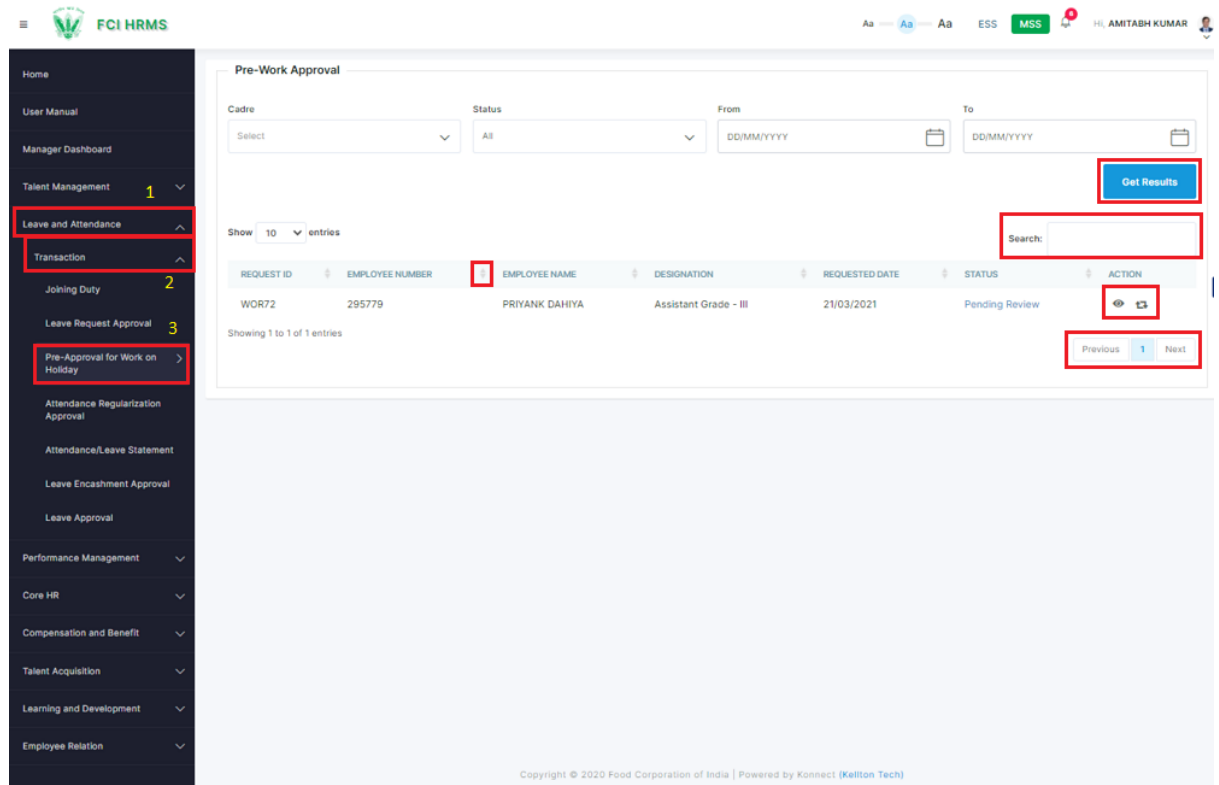 FCI HRMS
Aa Aa Aa ESS MSS 6 Hi, AMITABH KUMAR
Home
User Manual
Manager Dashboard
Talent Management
1
Leave and Attendance
Transaction
2
Joining Duty
Leave Request Approval
3
Pre-Approval for Work on
Holiday
Attendance Regularization
Approval
Attendance/Leave Statement
Leave Encashment Approval
Leave Approval
Performance Management
Core HR
Compensation and Benefit
Talent Acquisition
Learning and Development
Employee Relation
Pre-Work Approval
Cadre Status From To
Select All DD/MM/YYYY DD/MM/YYYY
Get Results
Show 10 entries Search:
REQUEST ID EMPLOYEE NUMBER EMPLOYEE NAME DESIGNATION REQUESTED DATE STATUS ACTION
WOR72 295779 PRIYANK DAHIYA Assistant Grade - III 21/03/2021 Pending Review
Showing 1 to 1 of 1 entries
Previous 1 Next
Copyright © 2020 Food Corporation of India | Powered by Konnect (Kellton Tech)